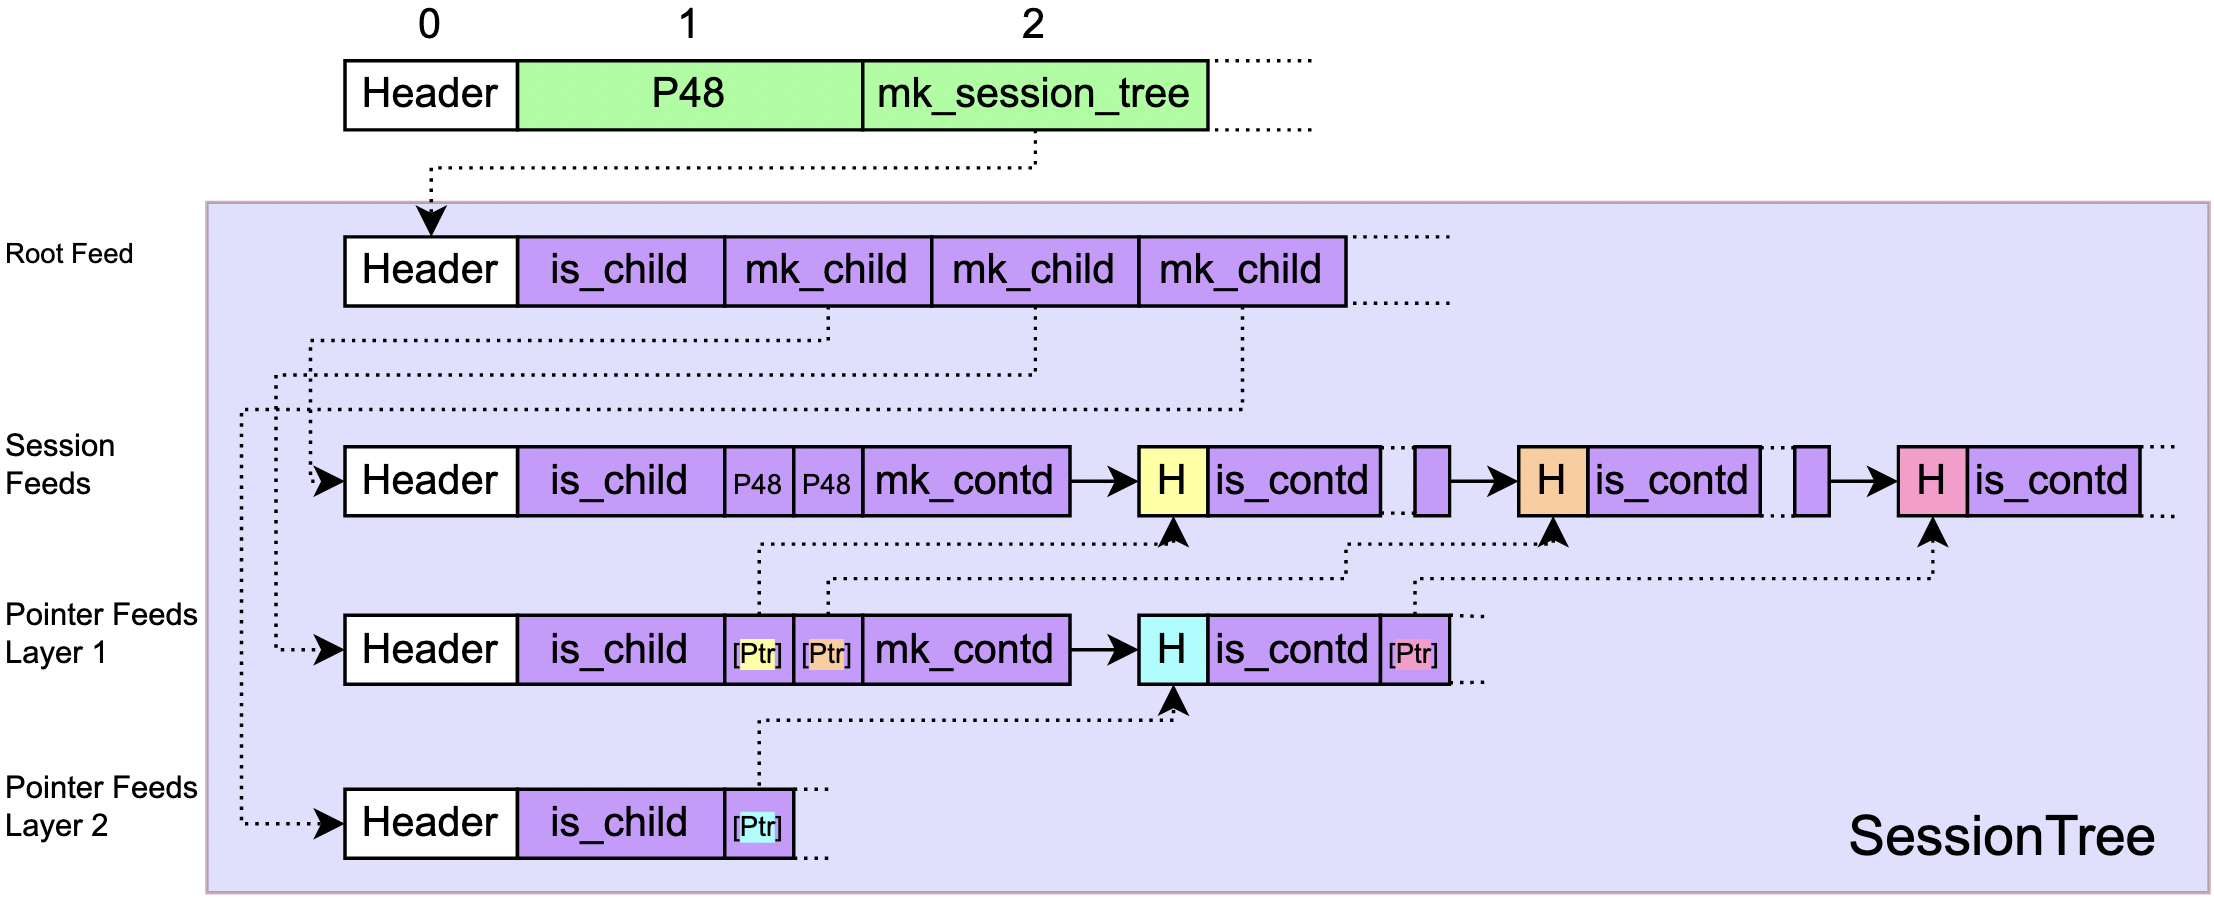 0 1 2
Header P48 mk_session_tree
Root Feed
Header is_child mk_child mk_child mk_child
Session
Feeds
Header is_child P48 P48 mk_contd H is_contd H is_contd H is_contd
Pointer Feeds
Layer 1
Header is_child [Ptr] [Ptr] mk_contd H is_contd [Ptr]
Pointer Feeds
Layer 2
Header is_child [Ptr]
SessionTree